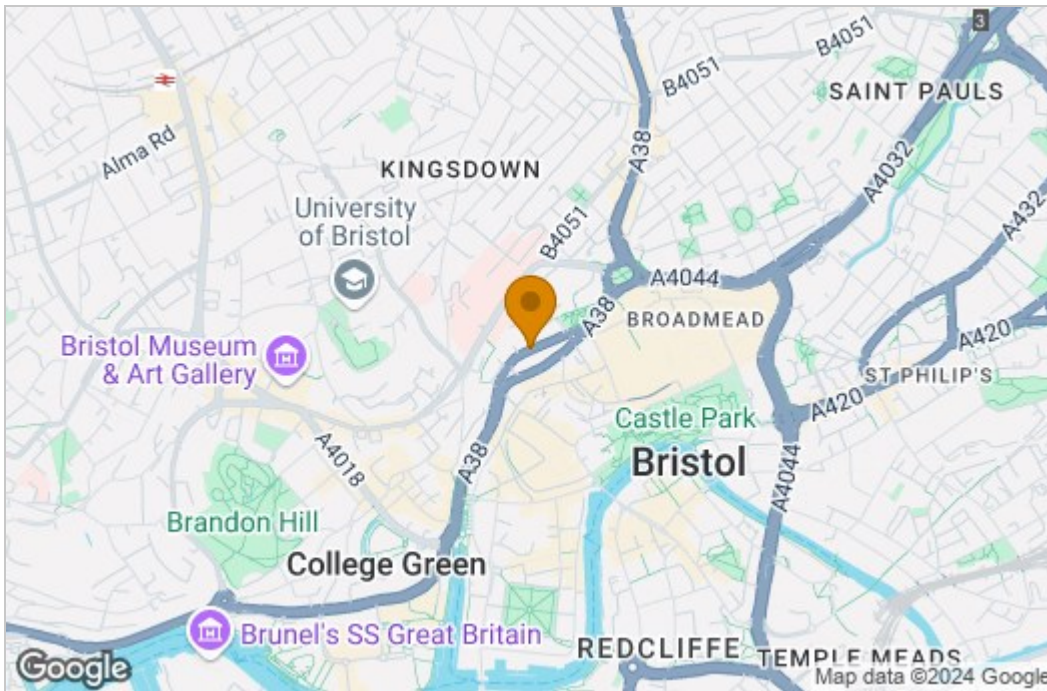 3
B4051
B4051
SAINT PAULS
Alma Rd
A38
A4032
KINGSDOWN
University
of Bristol
B4051
A432
A4044
A38
BROADMEAD
Bristol Museum
& Art Gallery
A420
ST PHILIP'S
A420
Castle Park
A4018
A38
Bristol
A4044
Brandon Hill
College Green
Brunel's SS Great Britain
REDCLIFFE
TEMPLE MEADS
Google
Map data ©2024 Google